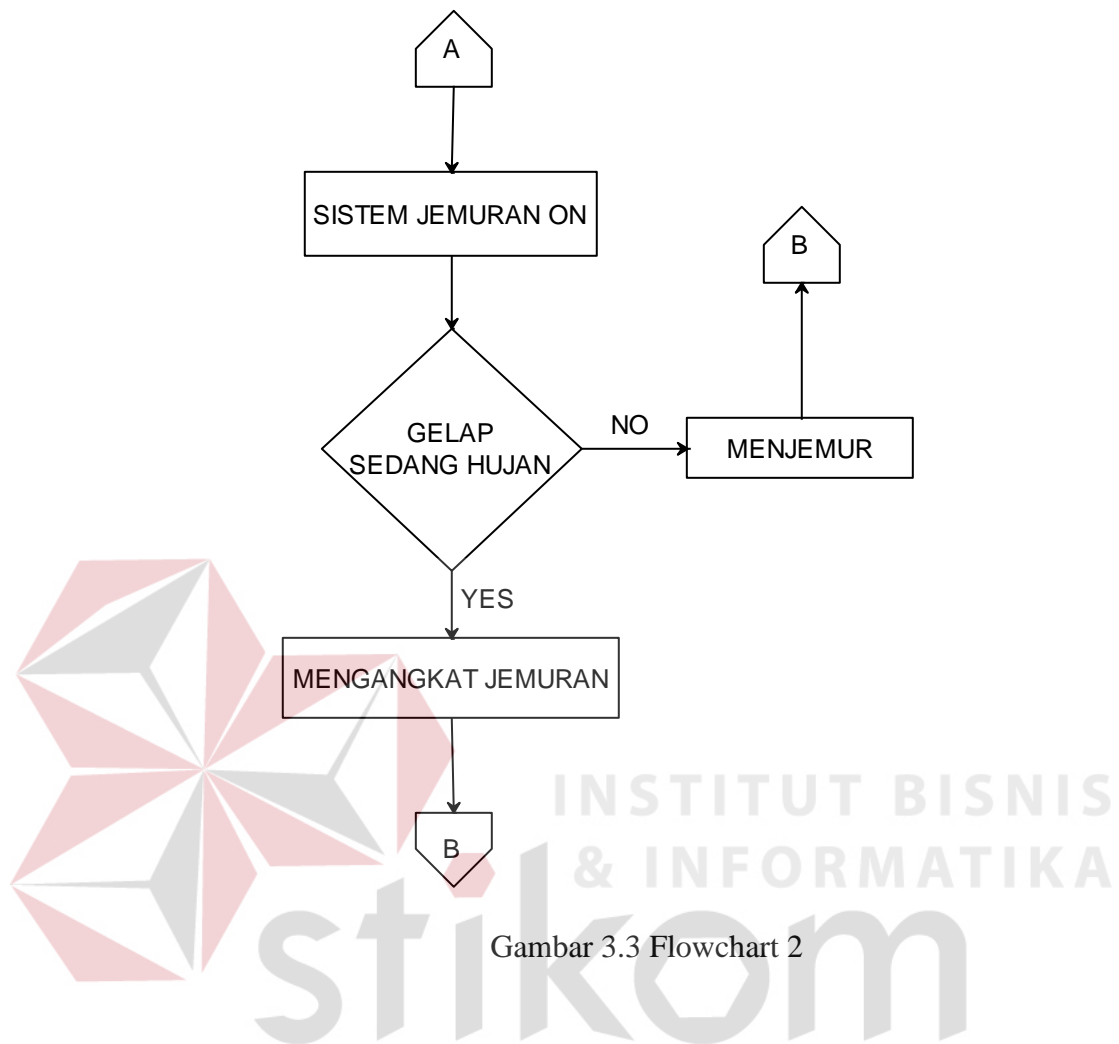 A
SISTEM JEMURAN ON
B
GELAP
SEDANG HUJAN
NO
MENJEMUR
YES
MENGANGKAT JEMURAN
B
INSTITUT BISNIS
& INFORMATIKA
stikom
Gambar 3.3 Flowchart 2